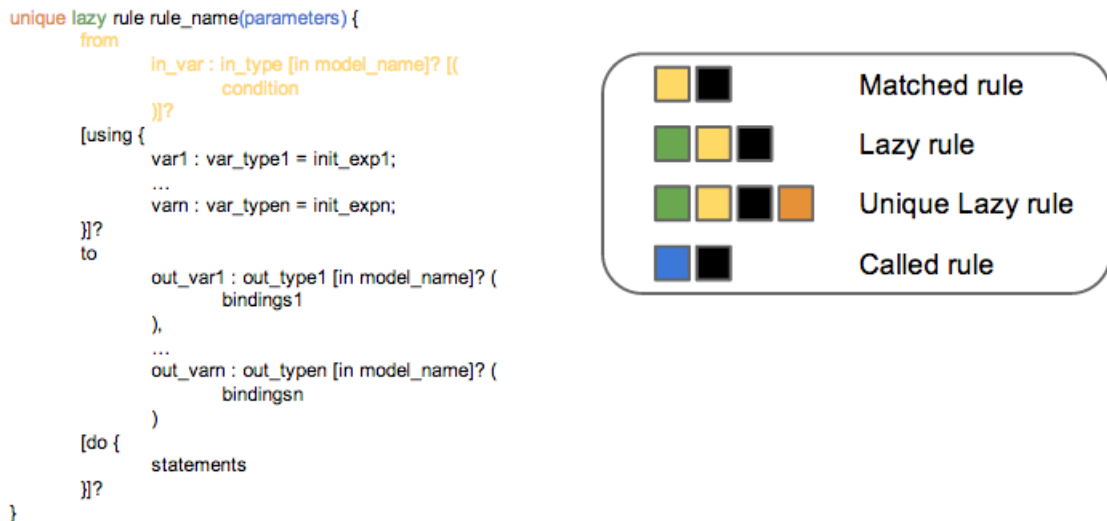 unique lazy rule rule_name(parameters) {
from
in_var : in_type [in model_name]? [(
condition
)]?
[using {
var1 : var_type1 = init_exp1;
...
varn : var_typen = init_expn;
}]?
to
out_var1 : out_type1 [in model_name]? (
bindings1
),
...
out_varn : out_typen [in model_name]? (
bindingsn
)
[do {
statements
}]?
}
Matched rule
Lazy rule
Unique Lazy rule
Called rule